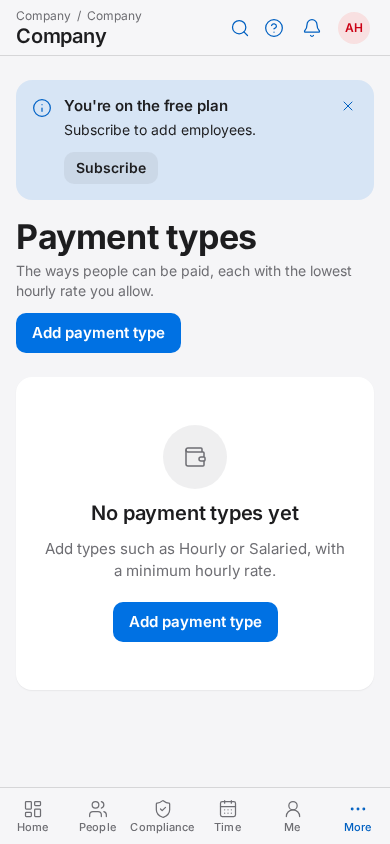 Company / Company
Company
AH
You're on the free plan
Subscribe to add employees.
Subscribe
Payment types
The ways people can be paid, each with the lowest
hourly rate you allow.
Add payment type
No payment types yet
Add types such as Hourly or Salaried, with
a minimum hourly rate.
Add payment type
Home
People
Compliance
Time
Me
More